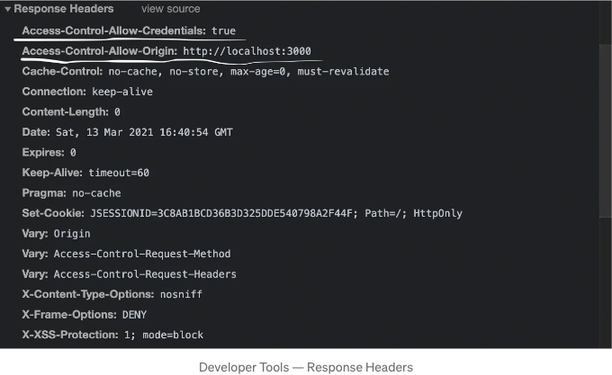 Response Headers view source
Access-Control-Allow-Credentials: true
Access-Control-Allow-Origin: http://localhost:3000
Cache-Control: no-cache, no-store, max-age=0, must-revalidate
Connection: keep-alive
Content-Length: 0
Date: Sat, 13 Mar 2021 16:40:54 GMT
Expires: 0
Keep-Alive: timeout=60
Pragma: no-cache
Set-Cookie: JSESSIONID=3C8AB1BCD36B3D325DDE540798A2F44F; Path=/; HttpOnly
Vary: Origin
Vary: Access-Control-Request-Method
Vary: Access-Control-Request-Headers
X-Content-Type-Options: nosniff
X-Frame-Options: DENY
X-XSS-Protection: 1; mode=block
Developer Tools — Response Headers